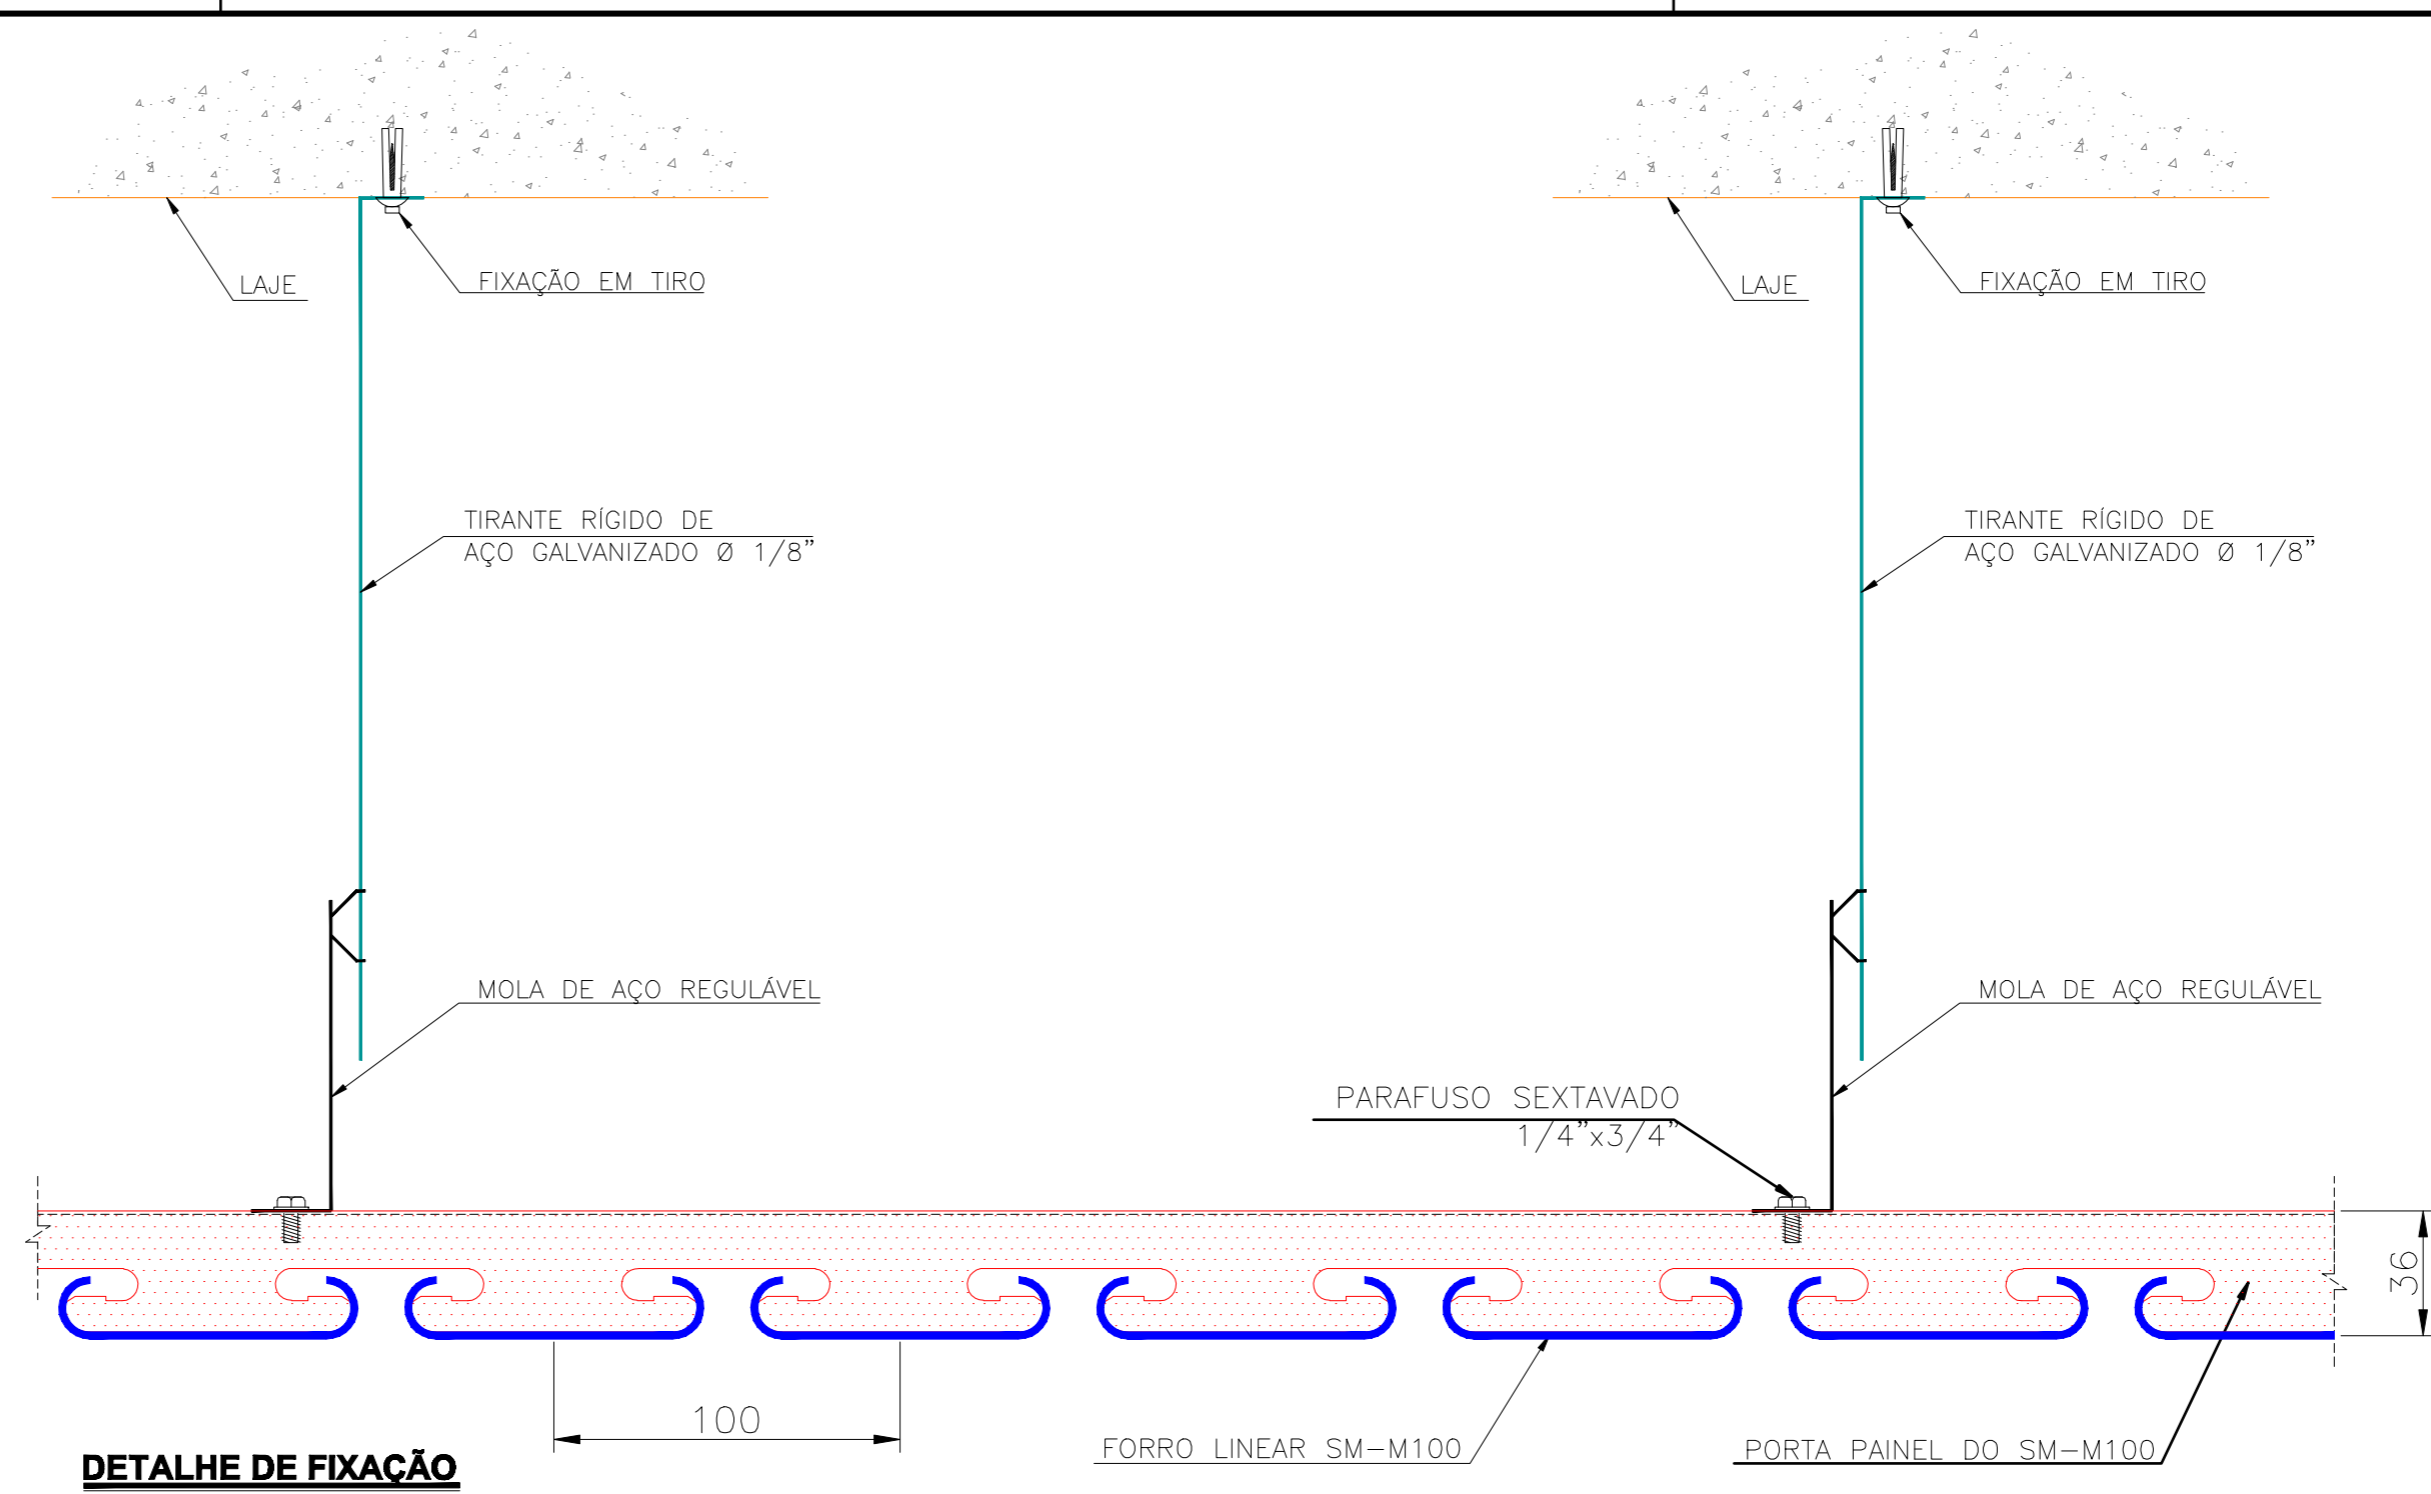 LAJE
FIXAÇÃO EM TIRO
LAJE
FIXAÇÃO EM TIRO
TIRANTE RÍGIDO DE
AÇO GALVANIZADO Ø 1/8”
TIRANTE RÍGIDO DE
AÇO GALVANIZADO Ø 1/8”
MOLA DE AÇO REGULÁVEL
MOLA DE AÇO REGULÁVEL
PARAFUSO SEXTAVADO
1/4”x3/4”
36
100
FORRO LINEAR SM-M100
PORTA PAINEL DO SM-M100
DETALHE DE FIXAÇÃO